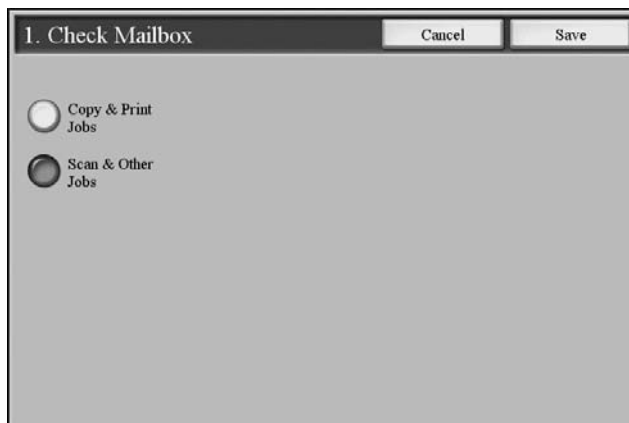 1. Check Mailbox
Cancel
Save
Copy & Print
Jobs
Scan & Other
Jobs